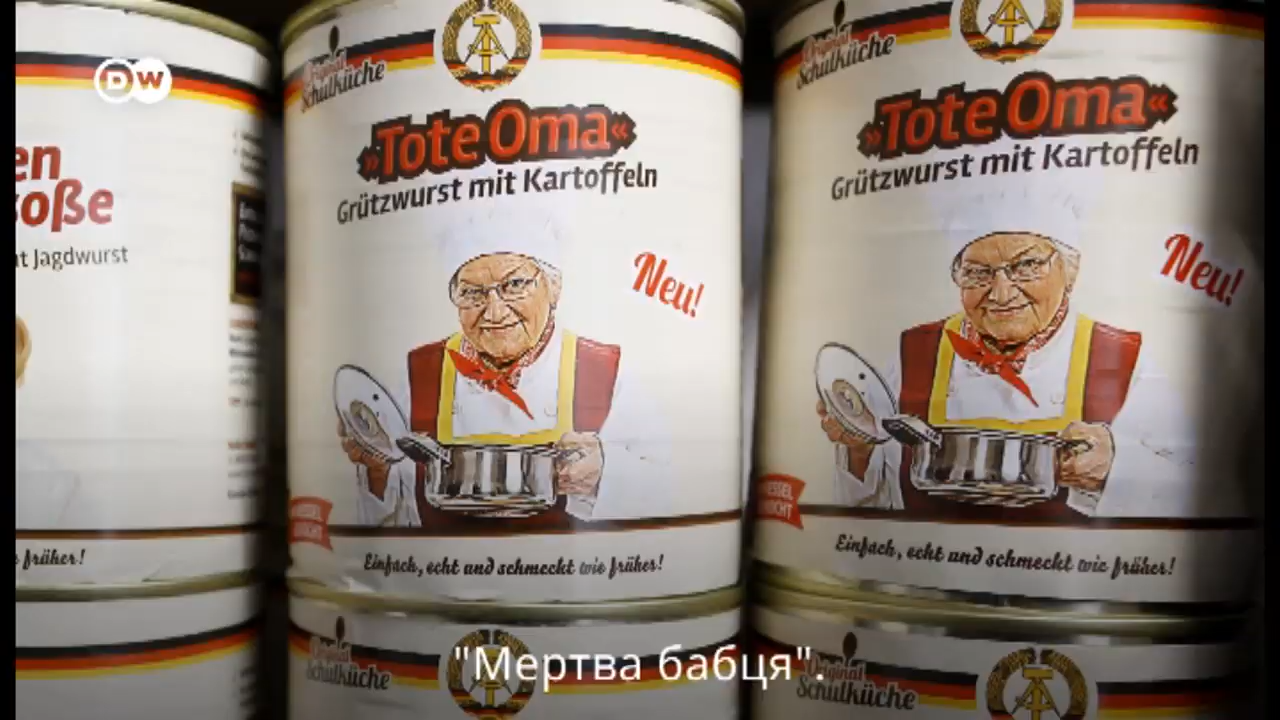 DW
en
soße
nt Jagdwurst
früher!
Original
Schulküche
»Tote Oma«
Grützwurst mit Kartoffeln
Neu!
Einfach, echt und schmeckt wie früher!
Original
Schulküche
»Tote Oma«
Grützwurst mit Kartoffeln
Neu!
Einfach, echt und schmeckt wie früher!
Original
Schulküche
Original
Schulküche
"Мертва бабця".